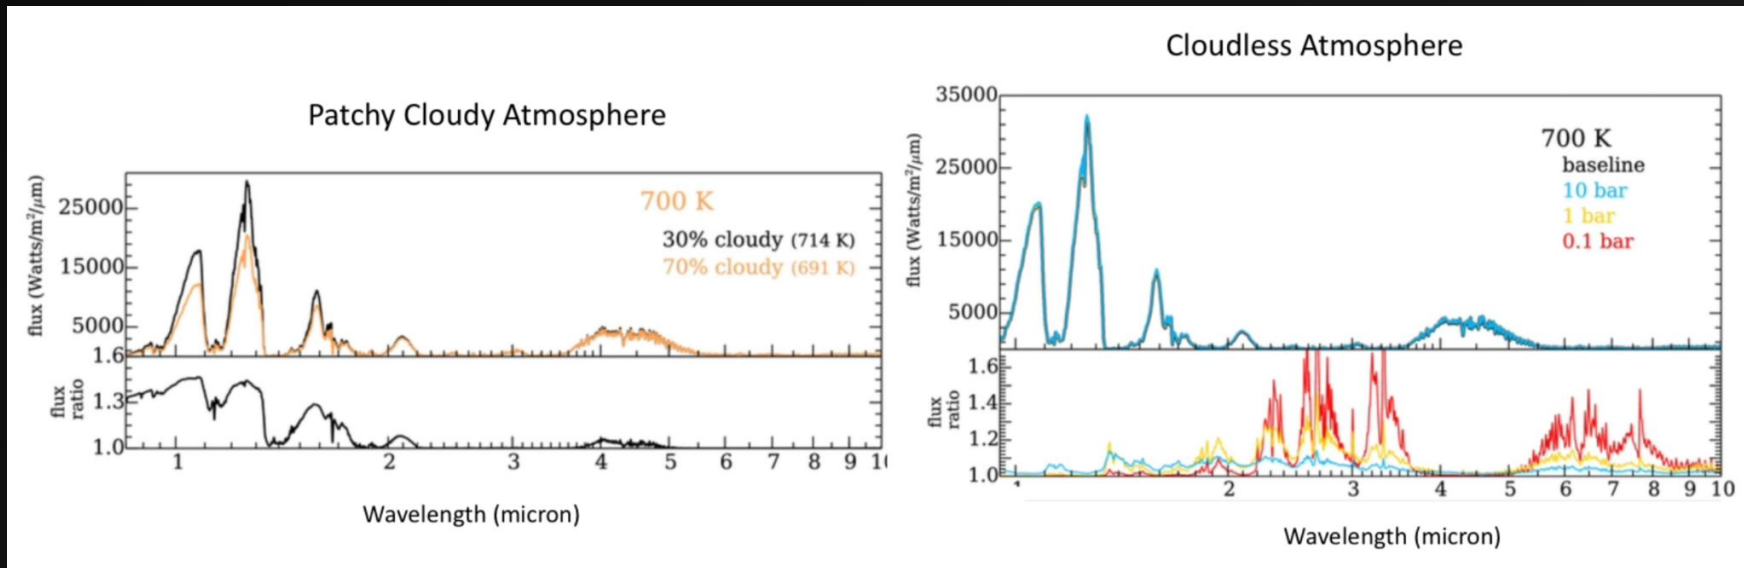 Patchy Cloudy Atmosphere
flux (Watts/m²/μm)
25000
15000
5000
1.6
700 K
30% cloudy (714 K)
70% cloudy (691 K)
flux
ratio
1.3
1.0
1 2 3 4 5 6 7 8 9
Wavelength (micron)
Cloudless Atmosphere
flux (Watts/m²/μm)
35000
25000
15000
5000
700 K
baseline
10 bar
1 bar
0.1 bar
flux
ratio
1.6
1.4
1.2
1.0
2 3 4 5 6 7 8 9 10
Wavelength (micron)